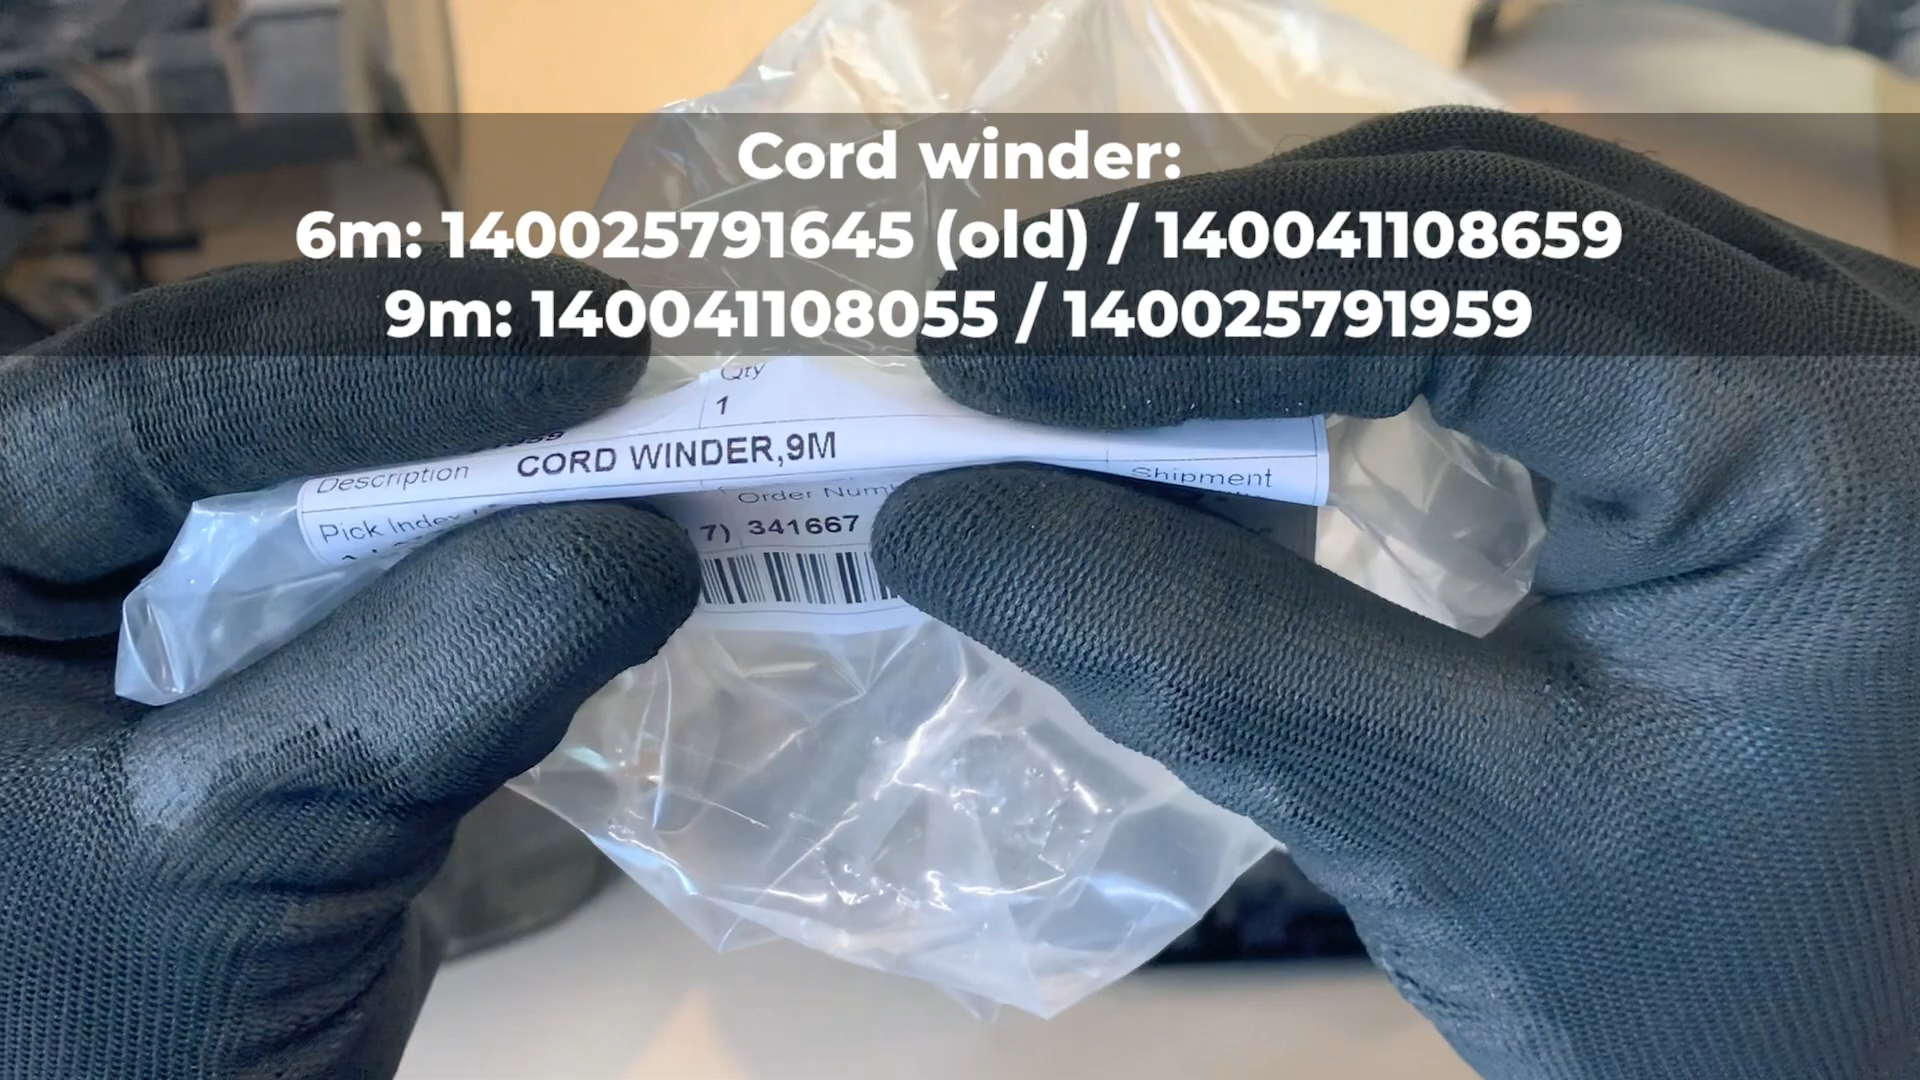 Cord winder:
6m: 140025791645 (old) / 140041108659
9m: 140041108055 / 140025791959
Qty
1
Description CORD WINDER,9M
Shipment
Pick Index
Order Num
7) 341667